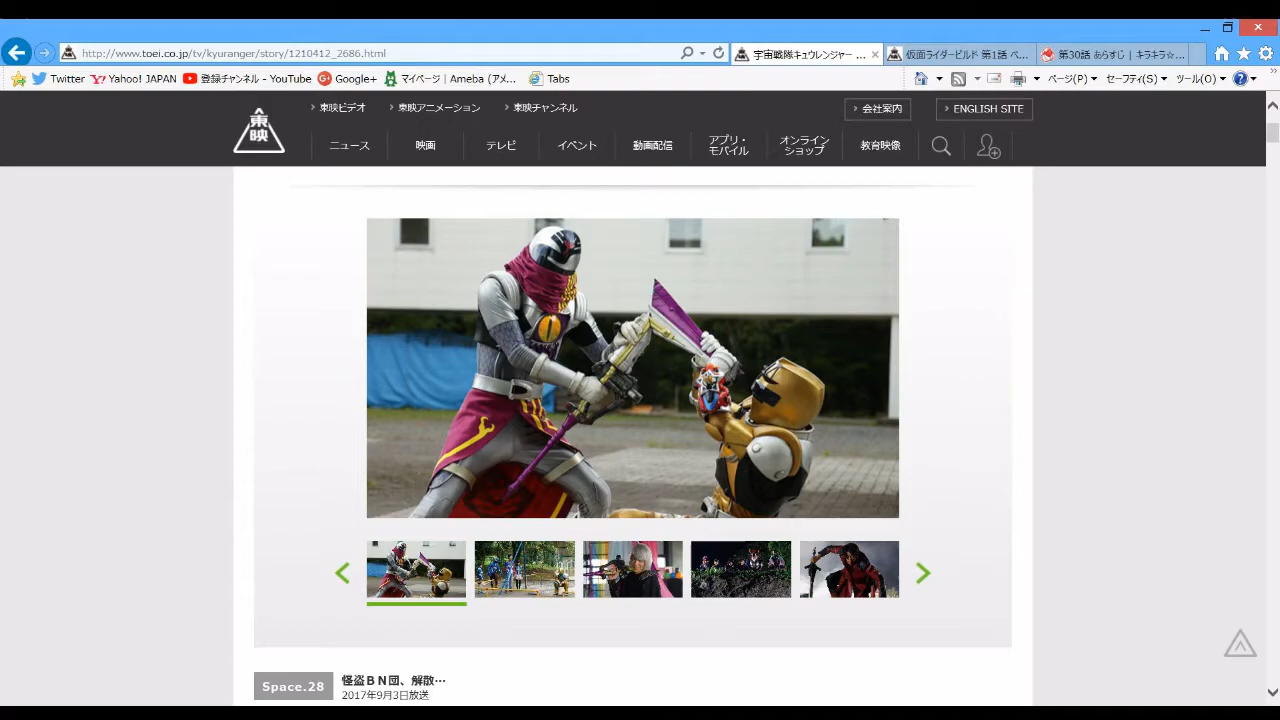 http://www.toei.co.jp/tv/kyuranger/story/1210412_2686.html
宇宙戦隊キュウレンジャー ...
仮面ライダービルド 第1話 ベ...
第30話 あらすじ | キラキラ☆...
Twitter
Yahoo! JAPAN
登録チャンネル - YouTube
Google+
マイページ | Ameba (アメ...
Tabs
ページ(P)
セーフティ(S)
ツール(O)
東映ビデオ
東映アニメーション
東映チャンネル
会社案内
ENGLISH SITE
東映
ニュース
映画
テレビ
イベント
動画配信
アプリ・
モバイル
オンライン
ショップ
教育映像
Space.28
怪盗ＢＮ団、解散…
2017年9月3日放送